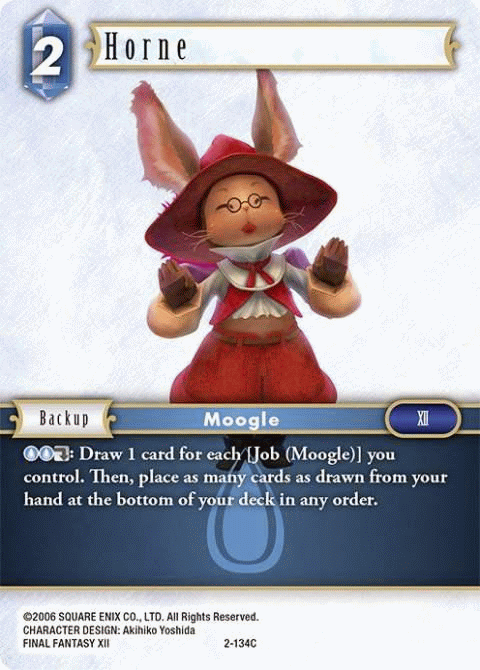 2
Horne
Backup
Moogle
XII
: Draw 1 card for each [Job (Moogle)] you
control. Then, place as many cards as drawn from your
hand at the bottom of your deck in any order.
©2006 SQUARE ENIX CO., LTD. All Rights Reserved.
CHARACTER DESIGN: Akihiko Yoshida
FINAL FANTASY XII
2-134C